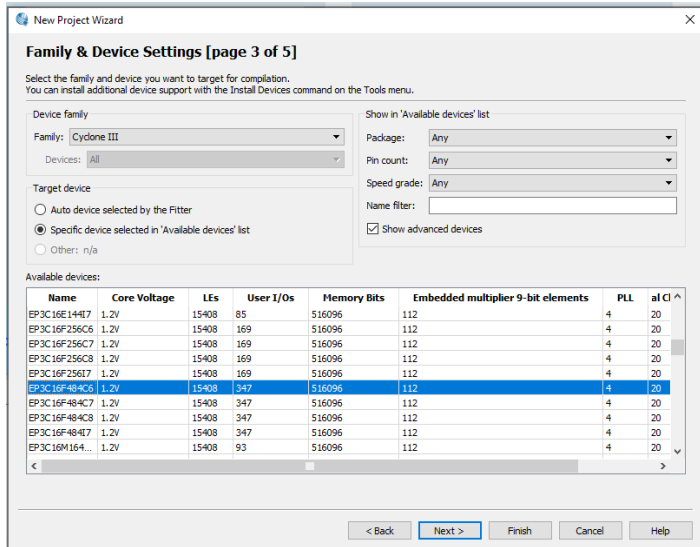 New Project Wizard
Family & Device Settings [page 3 of 5]
Select the family and device you want to target for compilation.
You can install additional device support with the Install Devices command on the Tools menu.
Device family
Family: Cyclone III
Devices: All
Target device
Auto device selected by the Fitter
Specific device selected in 'Available devices' list
Other: n/a
Show in 'Available devices' list
Package: Any
Pin count: Any
Speed grade: Any
Name filter:
Show advanced devices
Available devices:
Name Core Voltage LEs User I/Os Memory Bits Embedded multiplier 9-bit elements PLL al Cl
EP3C16E144I7 1.2V 15408 85 516096 112 4 20
EP3C16F256C6 1.2V 15408 169 516096 112 4 20
EP3C16F256C7 1.2V 15408 169 516096 112 4 20
EP3C16F256C8 1.2V 15408 169 516096 112 4 20
EP3C16F256I7 1.2V 15408 169 516096 112 4 20
EP3C16F484C6 1.2V 15408 347 516096 112 4 20
EP3C16F484C7 1.2V 15408 347 516096 112 4 20
EP3C16F484C8 1.2V 15408 347 516096 112 4 20
EP3C16F484I7 1.2V 15408 347 516096 112 4 20
EP3C16M164... 1.2V 15408 93 516096 112 4 20
< Back Next > Finish Cancel Help